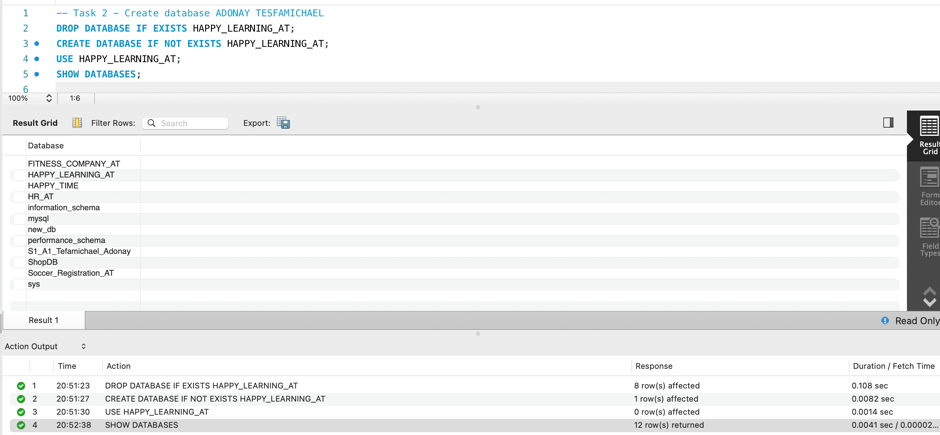 1 -- Task 2 - Create database ADONAY TESFAMICHAEL
2 DROP DATABASE IF EXISTS HAPPY_LEARNING_AT;
3 CREATE DATABASE IF NOT EXISTS HAPPY_LEARNING_AT;
4 USE HAPPY_LEARNING_AT;
5 SHOW DATABASES;
6
100% 1:6
Result Grid Filter Rows: Search Export:
Database
FITNESS_COMPANY_AT
HAPPY_LEARNING_AT
HAPPY_TIME
HR_AT
information_schema
mysql
new_db
performance_schema
S1_A1_Tefamichael_Adonay
ShopDB
Soccer_Registration_AT
sys
Result
Grid
Form
Editor
Field
Types
Result 1 Read Only
Action Output
Time Action Response Duration / Fetch Time
1 20:51:23 DROP DATABASE IF EXISTS HAPPY_LEARNING_AT 8 row(s) affected 0.108 sec
2 20:51:27 CREATE DATABASE IF NOT EXISTS HAPPY_LEARNING_AT 1 row(s) affected 0.0082 sec
3 20:51:30 USE HAPPY_LEARNING_AT 0 row(s) affected 0.0014 sec
4 20:52:38 SHOW DATABASES 12 row(s) returned 0.0041 sec / 0.00002...